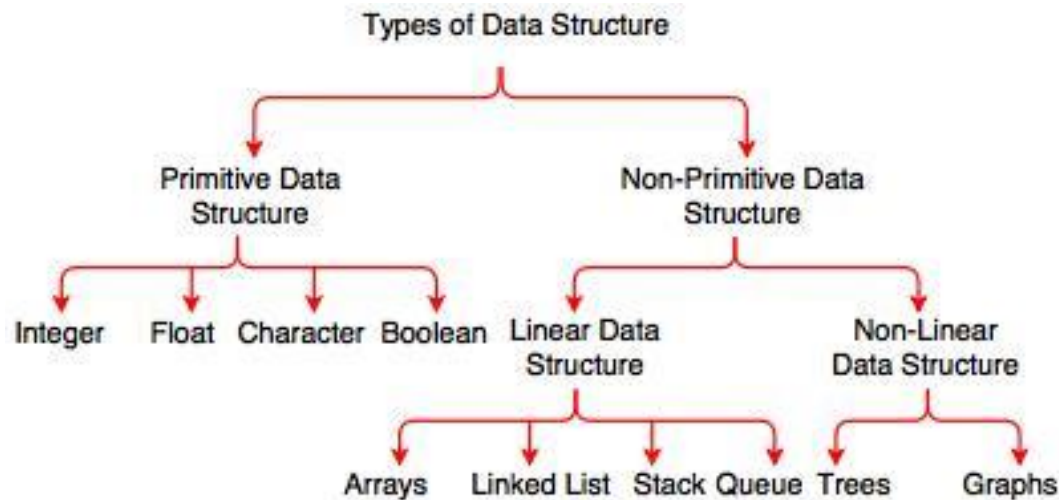 Types of Data Structure
Primitive Data
Structure
Non-Primitive Data
Structure
Integer Float Character Boolean
Linear Data
Structure
Non-Linear
Data Structure
Arrays Linked List Stack Queue Trees Graphs